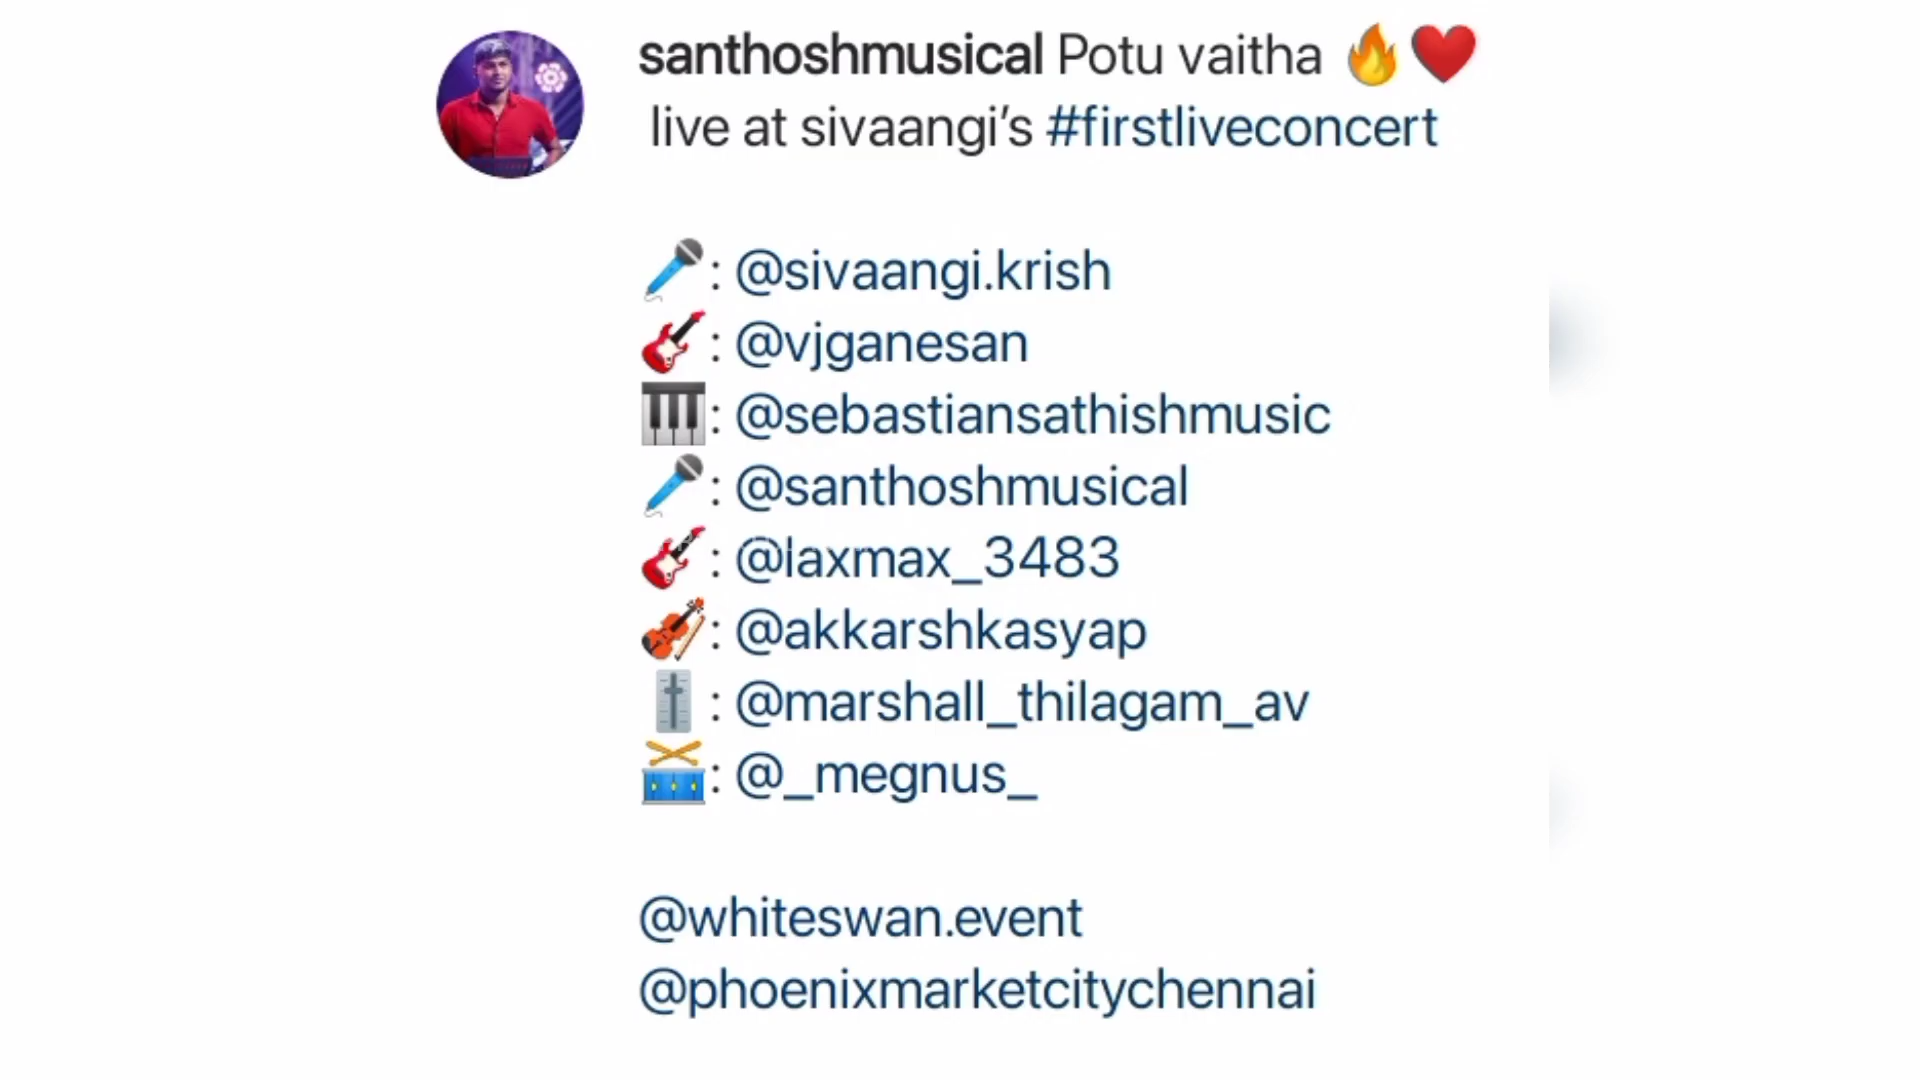 santhoshmusical Potu vaitha 🔥❤️
live at sivaangi’s #firstliveconcert
🎤: @sivaangi.krish
🎸: @vjganesan
🎹: @sebastiansathishmusic
🎤: @santhoshmusical
🎸: @laxmax_3483
🎻: @akkarshkasyap
🎚: @marshall_thilagam_av
🥁: @_megnus_
@whiteswan.event
@phoenixmarketcitychennai